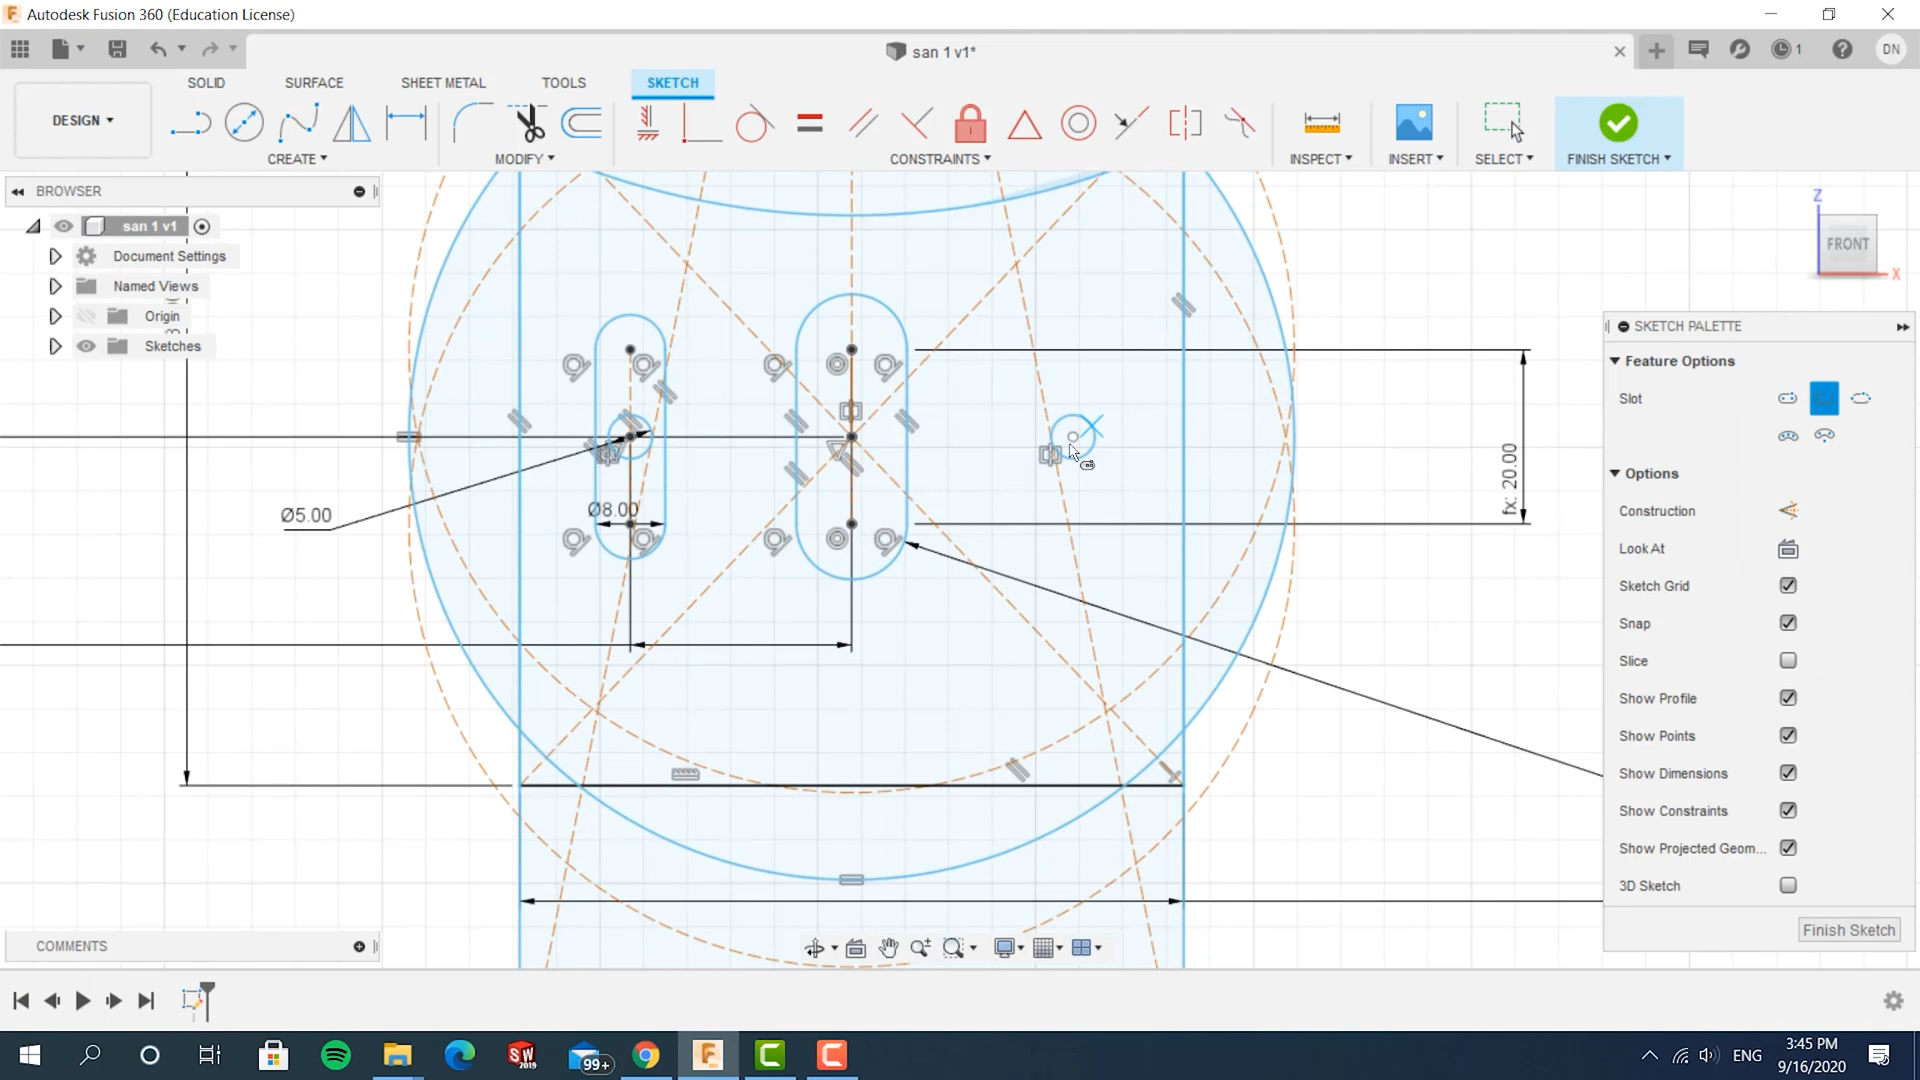 Autodesk Fusion 360 (Education License)
san 1 v1*
1
DN
DESIGN
SOLID
SURFACE
SHEET METAL
TOOLS
SKETCH
CREATE
MODIFY
CONSTRAINTS
INSPECT
INSERT
SELECT
FINISH SKETCH
BROWSER
san 1 v1
Document Settings
Named Views
Origin
Sketches
Z
FRONT
X
Ø5.00
Ø8.00
fx: 20.00
SKETCH PALETTE
Feature Options
Slot
Options
Construction
Look At
Sketch Grid
Snap
Slice
Show Profile
Show Points
Show Dimensions
Show Constraints
Show Projected Geom...
3D Sketch
Finish Sketch
COMMENTS
SW
2019
99+
ENG
3:45 PM
9/16/2020